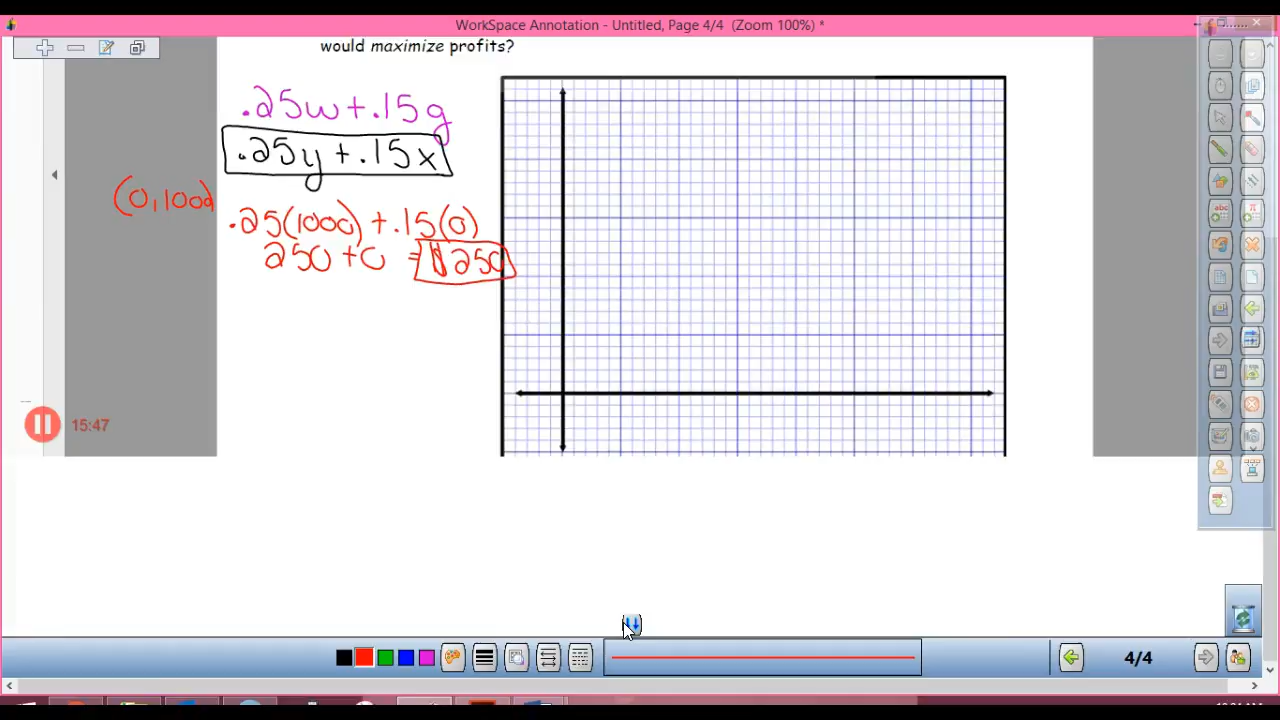 WorkSpace Annotation - Untitled, Page 4/4 (Zoom 100%) *
would maximize profits?
.25w + .15g
.25y + .15x
(0,1000)
.25(1000) + .15(0)
250 + 0 = $250
15:47
abc
π
4/4